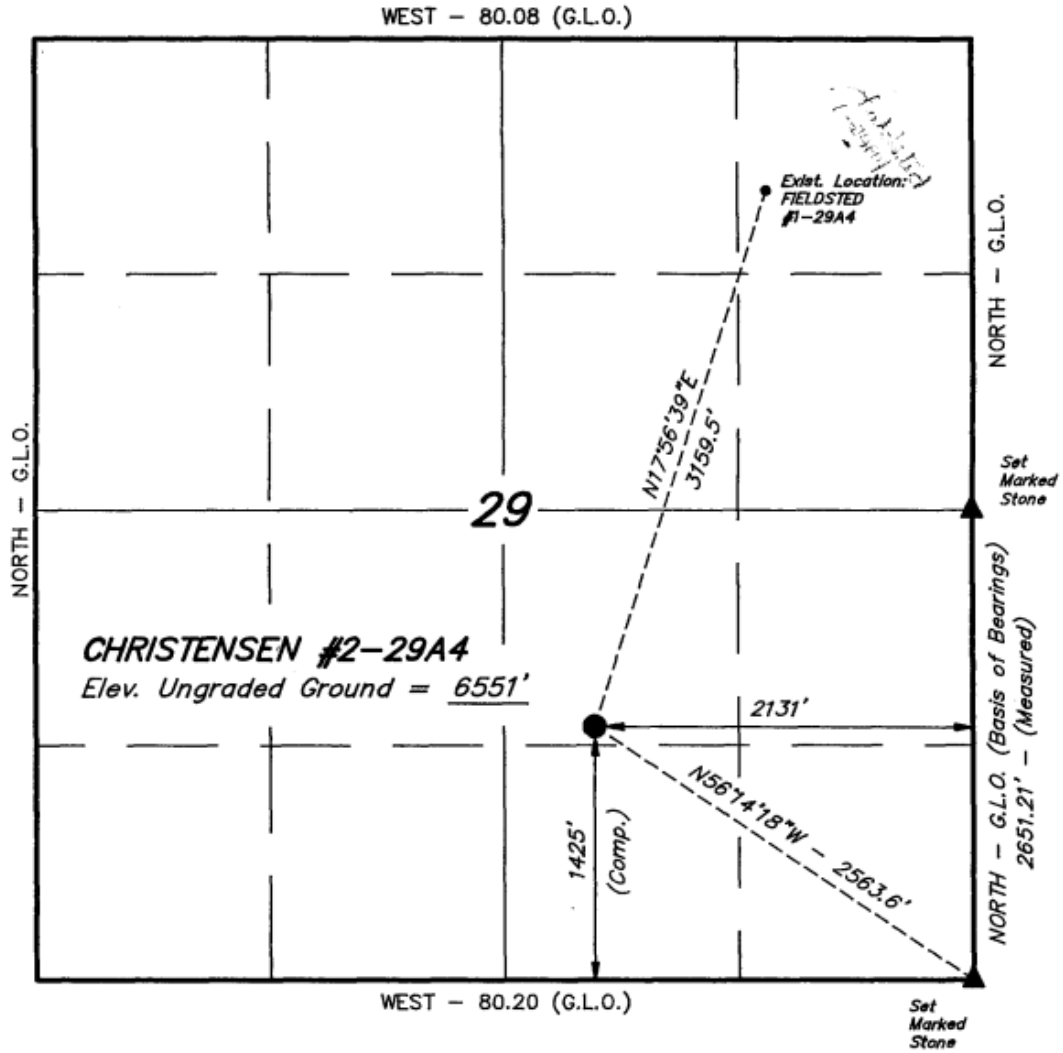 WEST – 80.08 (G.L.O.)
Exist. Location:
FIELDSTED
#1-29A4
NORTH – G.L.O.
N17°56'39"E
3159.5'
NORTH – G.L.O.
Set
Marked
Stone
29
CHRISTENSEN #2-29A4
Elev. Ungraded Ground = 6551'
2131'
N56°14'18"W – 2563.6'
1425'
(Comp.)
NORTH – G.L.O. (Basis of Bearings)
2651.21' – (Measured)
WEST – 80.20 (G.L.O.)
Set
Marked
Stone